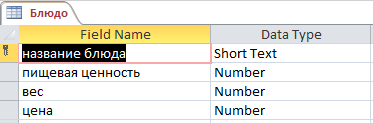 Блюдо
Field Name Data Type
название блюда Short Text
пищевая ценность Number
вес Number
цена Number